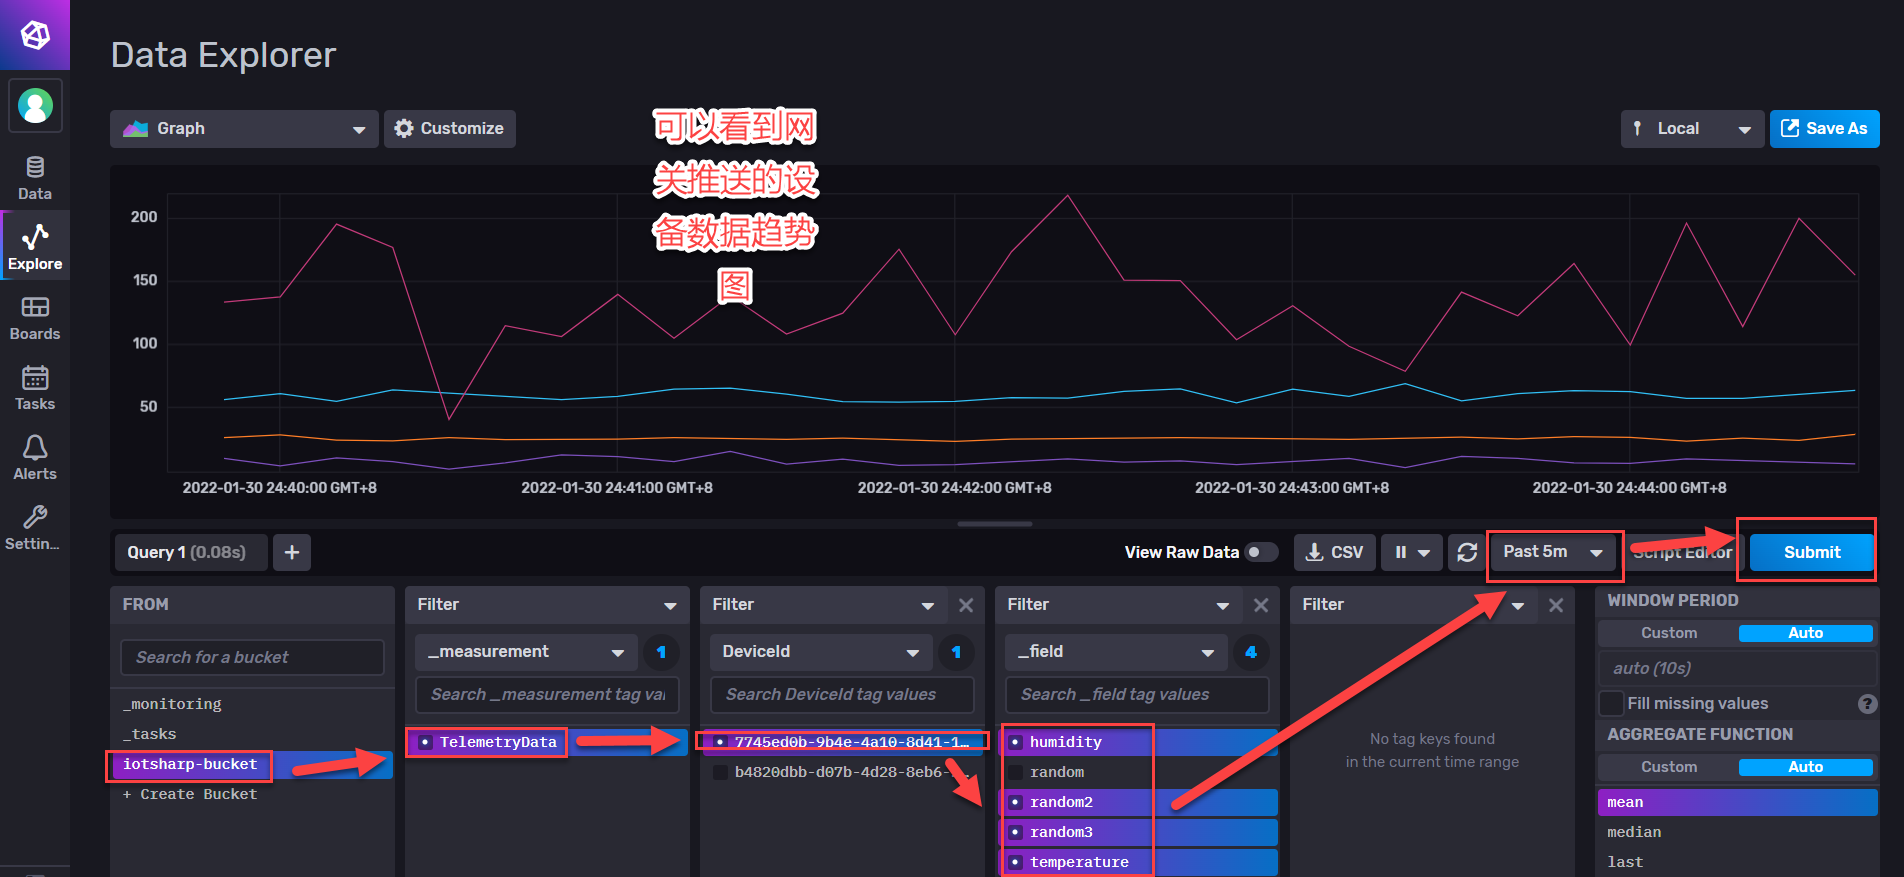 Data Explorer
Graph
Customize
Local
Save As
可以看到网
关推送的设
备数据趋势
图
Data
Explore
Boards
Tasks
Alerts
Settin...
200
150
100
50
2022-01-30 24:40:00 GMT+8
2022-01-30 24:41:00 GMT+8
2022-01-30 24:42:00 GMT+8
2022-01-30 24:43:00 GMT+8
2022-01-30 24:44:00 GMT+8
Query 1 (0.08s)
+
View Raw Data
CSV
Past 5m
Script Editor
Submit
FROM
Search for a bucket
_monitoring
_tasks
iotsharp-bucket
+ Create Bucket
Filter
_measurement
1
Search _measurement tag val
TelemetryData
Filter
DeviceId
1
Search DeviceId tag values
7745ed0b-9b4e-4a10-8d41-1...
b4820dbb-d07b-4d28-8eb6-
Filter
_field
4
Search _field tag values
humidity
random
random2
random3
temperature
Filter
No tag keys found
in the current time range
WINDOW PERIOD
Custom
Auto
auto (10s)
Fill missing values
?
AGGREGATE FUNCTION
Custom
Auto
mean
median
last